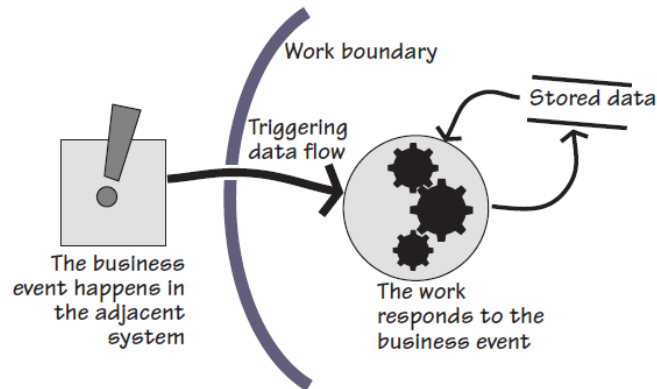 Work boundary
Stored data
Triggering
data flow
The business
event happens in
the adjacent
system
The work
responds to the
business event